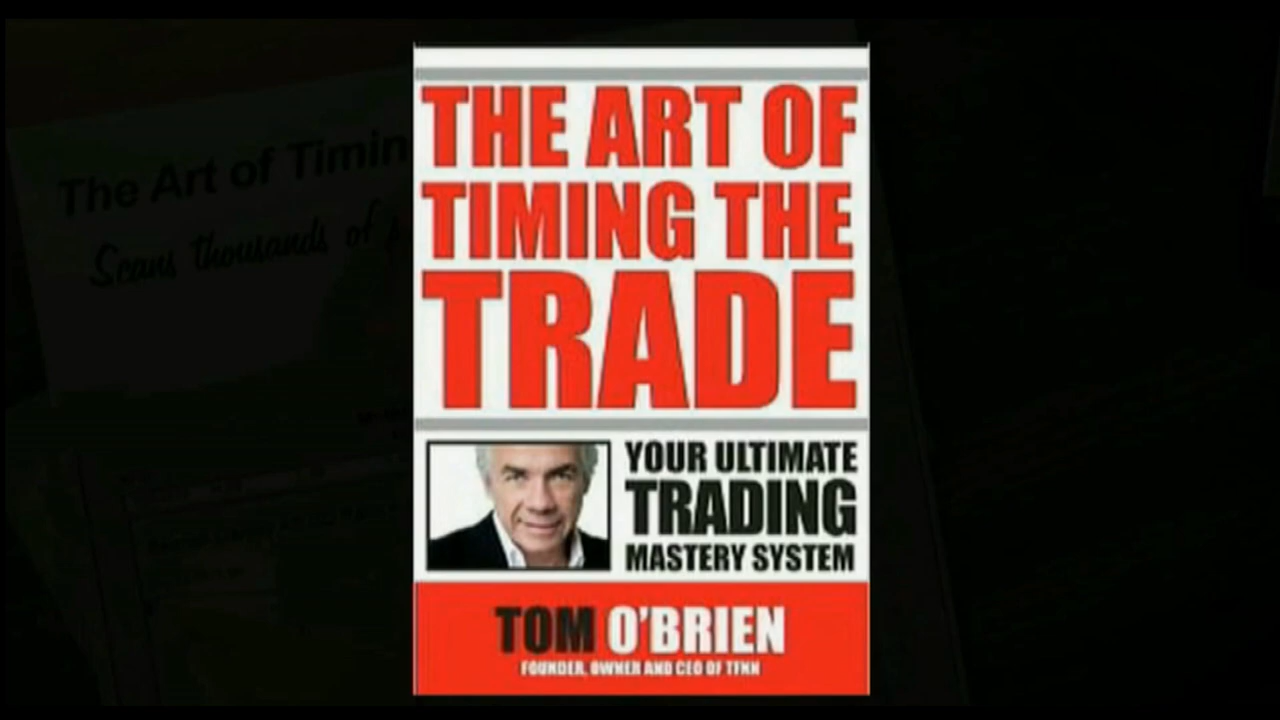 THE ART OF
TIMING THE
TRADE
YOUR ULTIMATE
TRADING
MASTERY SYSTEM
TOM O'BRIEN
FOUNDER, OWNER AND CEO OF TFNN
The Art of Timin
Scans thousands of